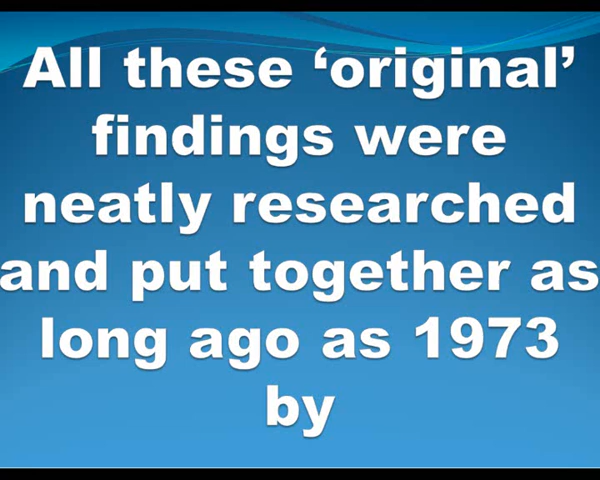 All these ‘original’
findings were
neatly researched
and put together as
long ago as 1973
by